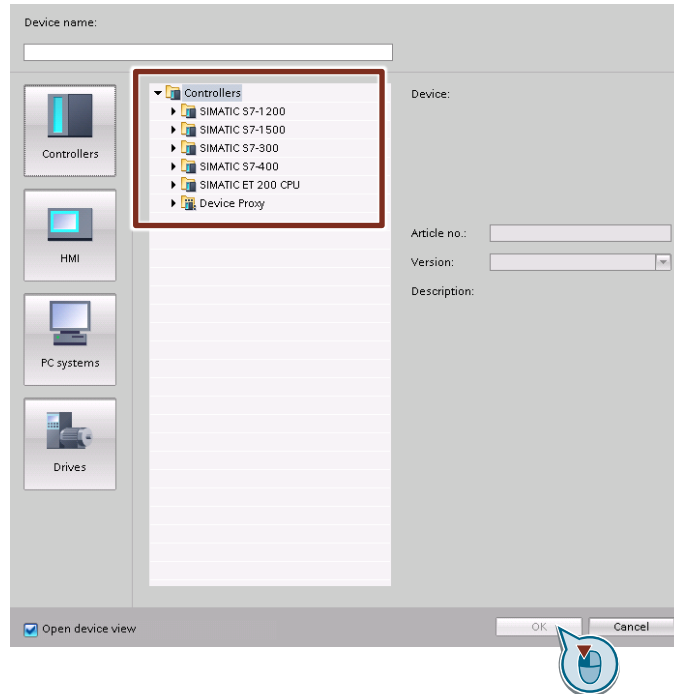 Device name:
Controllers
HMI
PC systems
Drives
Controllers
SIMATIC S7-1200
SIMATIC S7-1500
SIMATIC S7-300
SIMATIC S7-400
SIMATIC ET 200 CPU
Device Proxy
Device:
Article no.:
Version:
Description:
Open device view
OK
Cancel